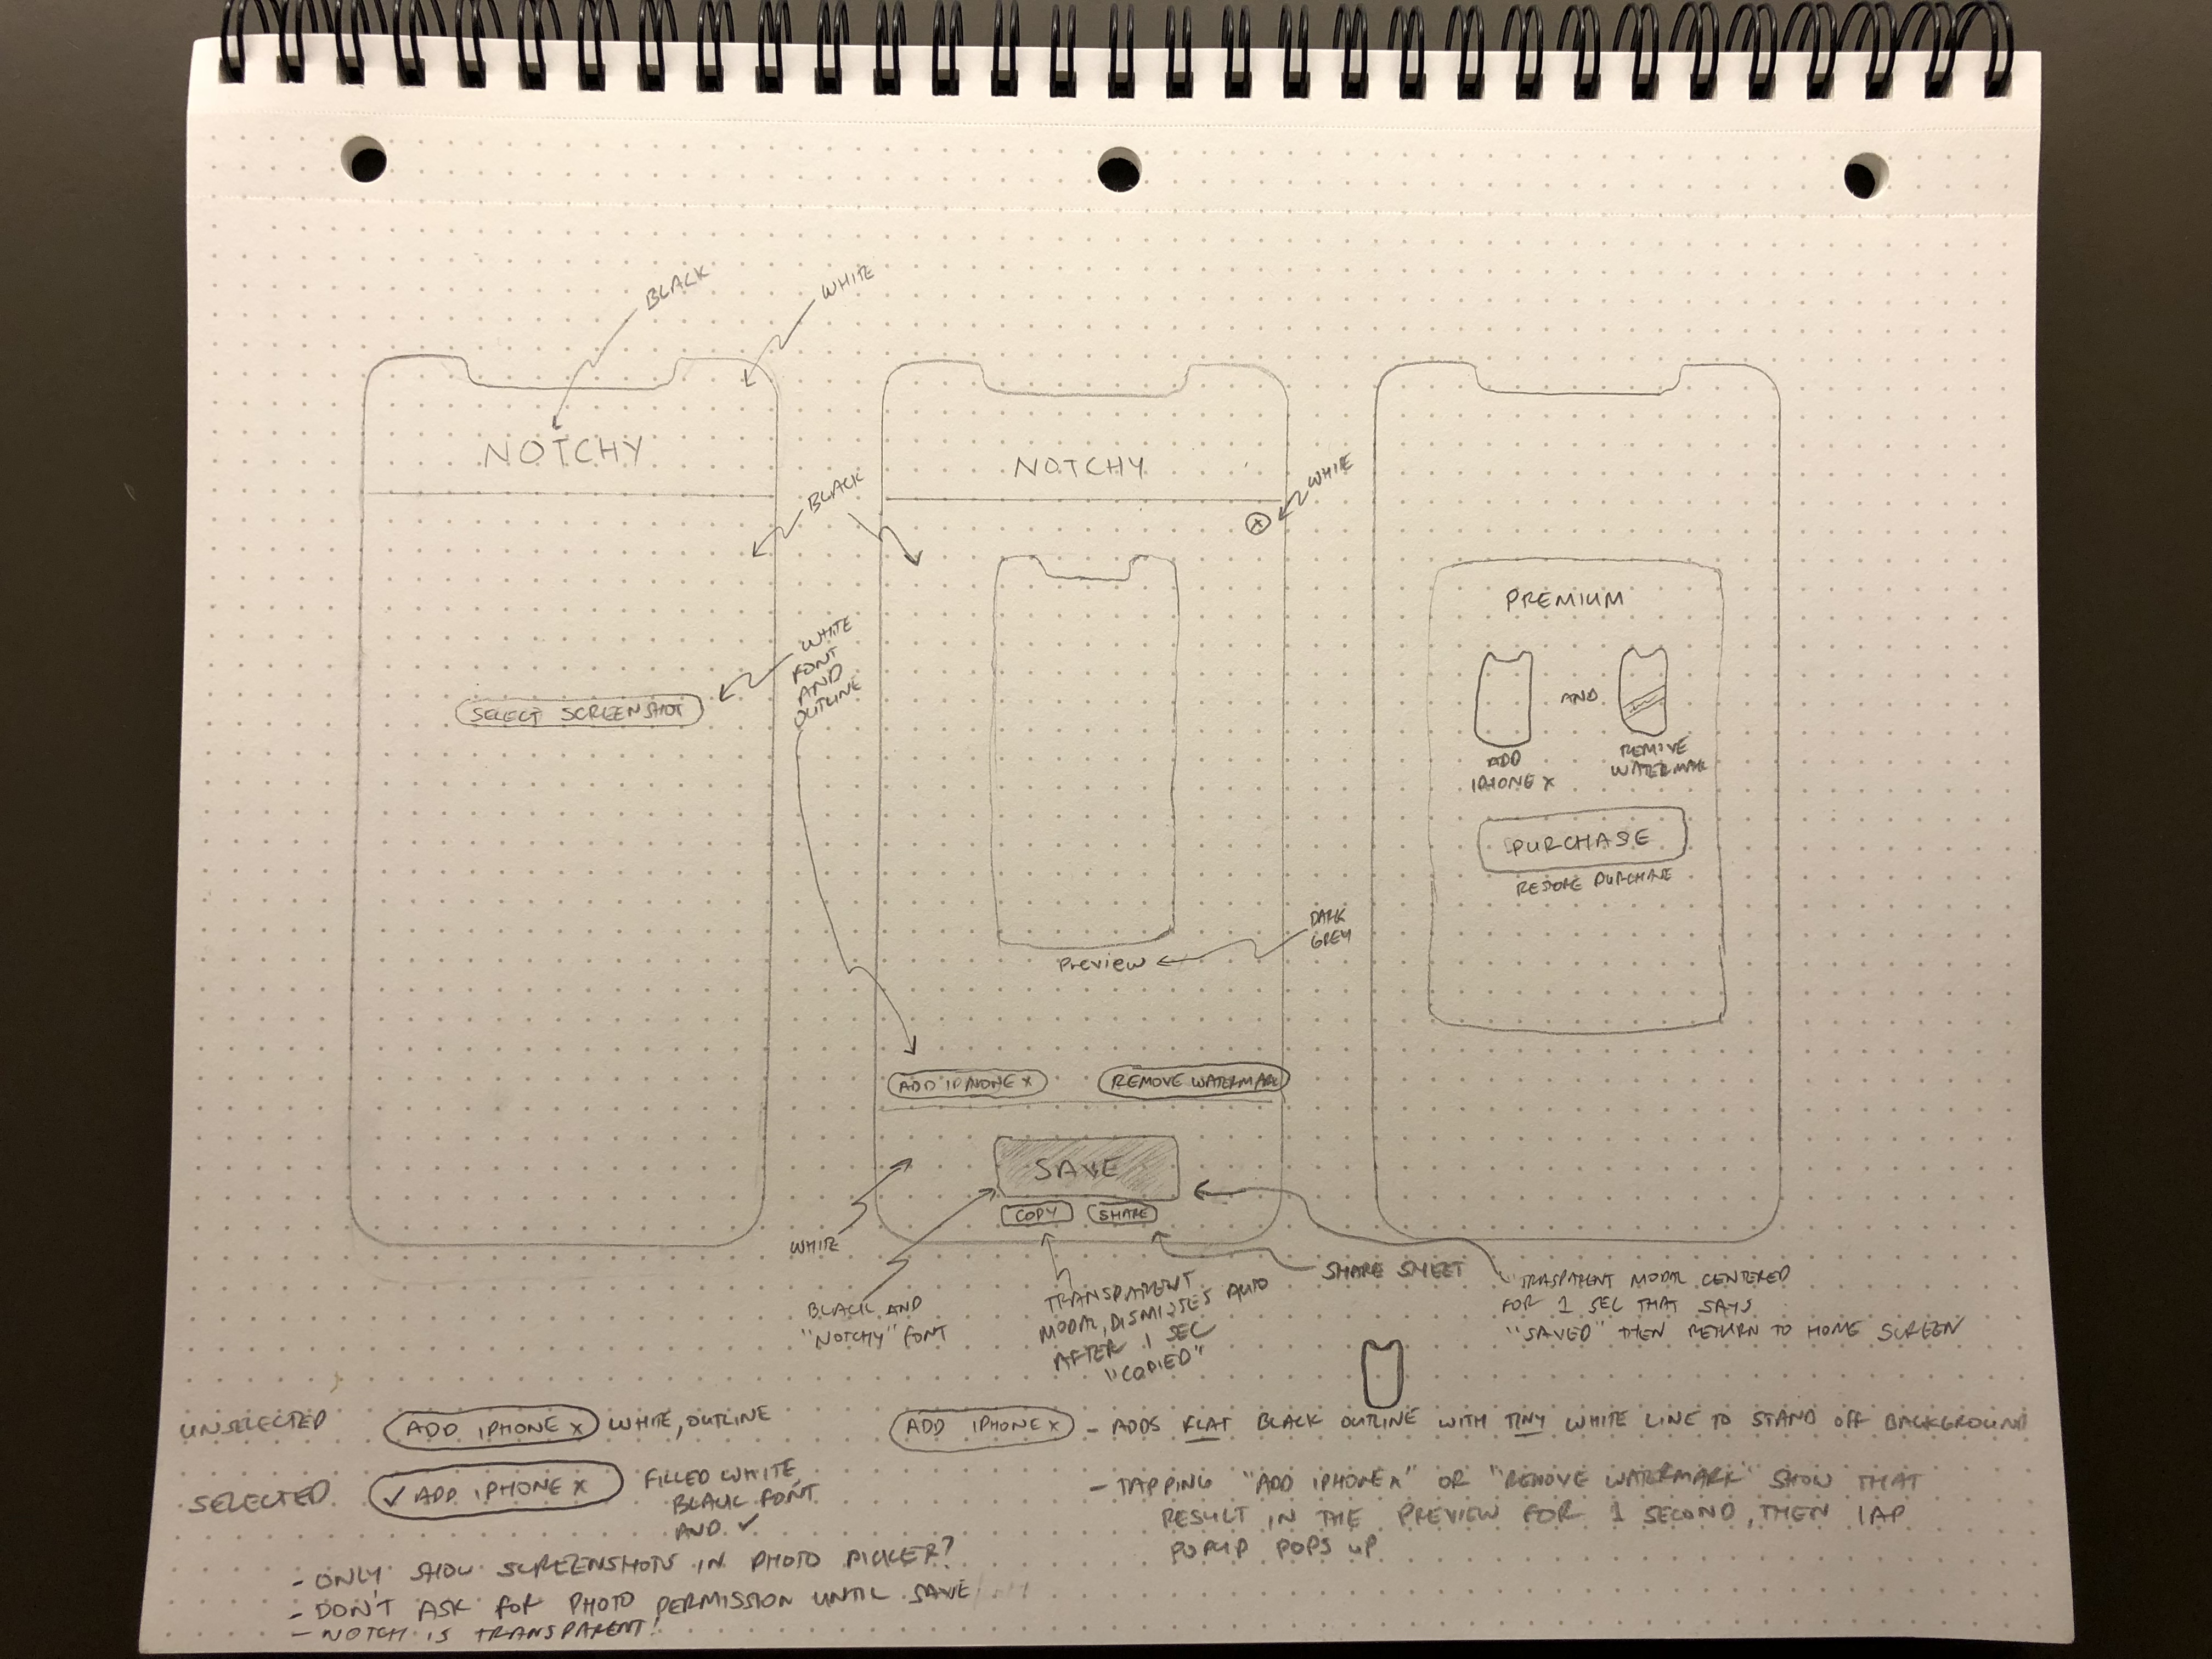 BLACK
WHITE
NOTCHY
BLACK
WHITE
FONT
AND
OUTLINE
SELECT SCREENSHOT
NOTCHY
WHITE
X
Preview
DARK
GREY
ADD IPHONE X
REMOVE WATERMARK
SAVE
COPY
SHARE
WHITE
BLACK AND
"NOTCHY" FONT
TRANSPARENT
MODAL, DISMISSES AUTO
AFTER 1 SEC
"COPIED"
SHARE SHEET
TRASPARENT MODAL CENTERED
FOR 1 SEC THAT SAYS
"SAVED" THEN RETURN TO HOME SCREEN
PREMIUM
AND
ADD
IPHONE X
REMOVE
WATERMARK
PURCHASE
RESTORE PURCHASE
UNSELECTED
ADD IPHONE X
WHITE, OUTLINE
SELECTED
✓ ADD IPHONE X
FILLED WHITE,
BLACK FONT
AND ✓
- ONLY SHOW SCREENSHOTS IN PHOTO PICKER?
- DON'T ASK FOR PHOTO PERMISSION UNTIL SAVE
- NOTCH IS TRANSPARENT!
ADD IPHONE X - ADDS FLAT BLACK OUTLINE WITH TINY WHITE LINE TO STAND OFF BACKGROUND
- TAPPING "ADD IPHONE X" OR "REMOVE WATERMARK" SHOW THAT
RESULT IN THE PREVIEW FOR 1 SECOND, THEN IAP
POPUP POPS UP